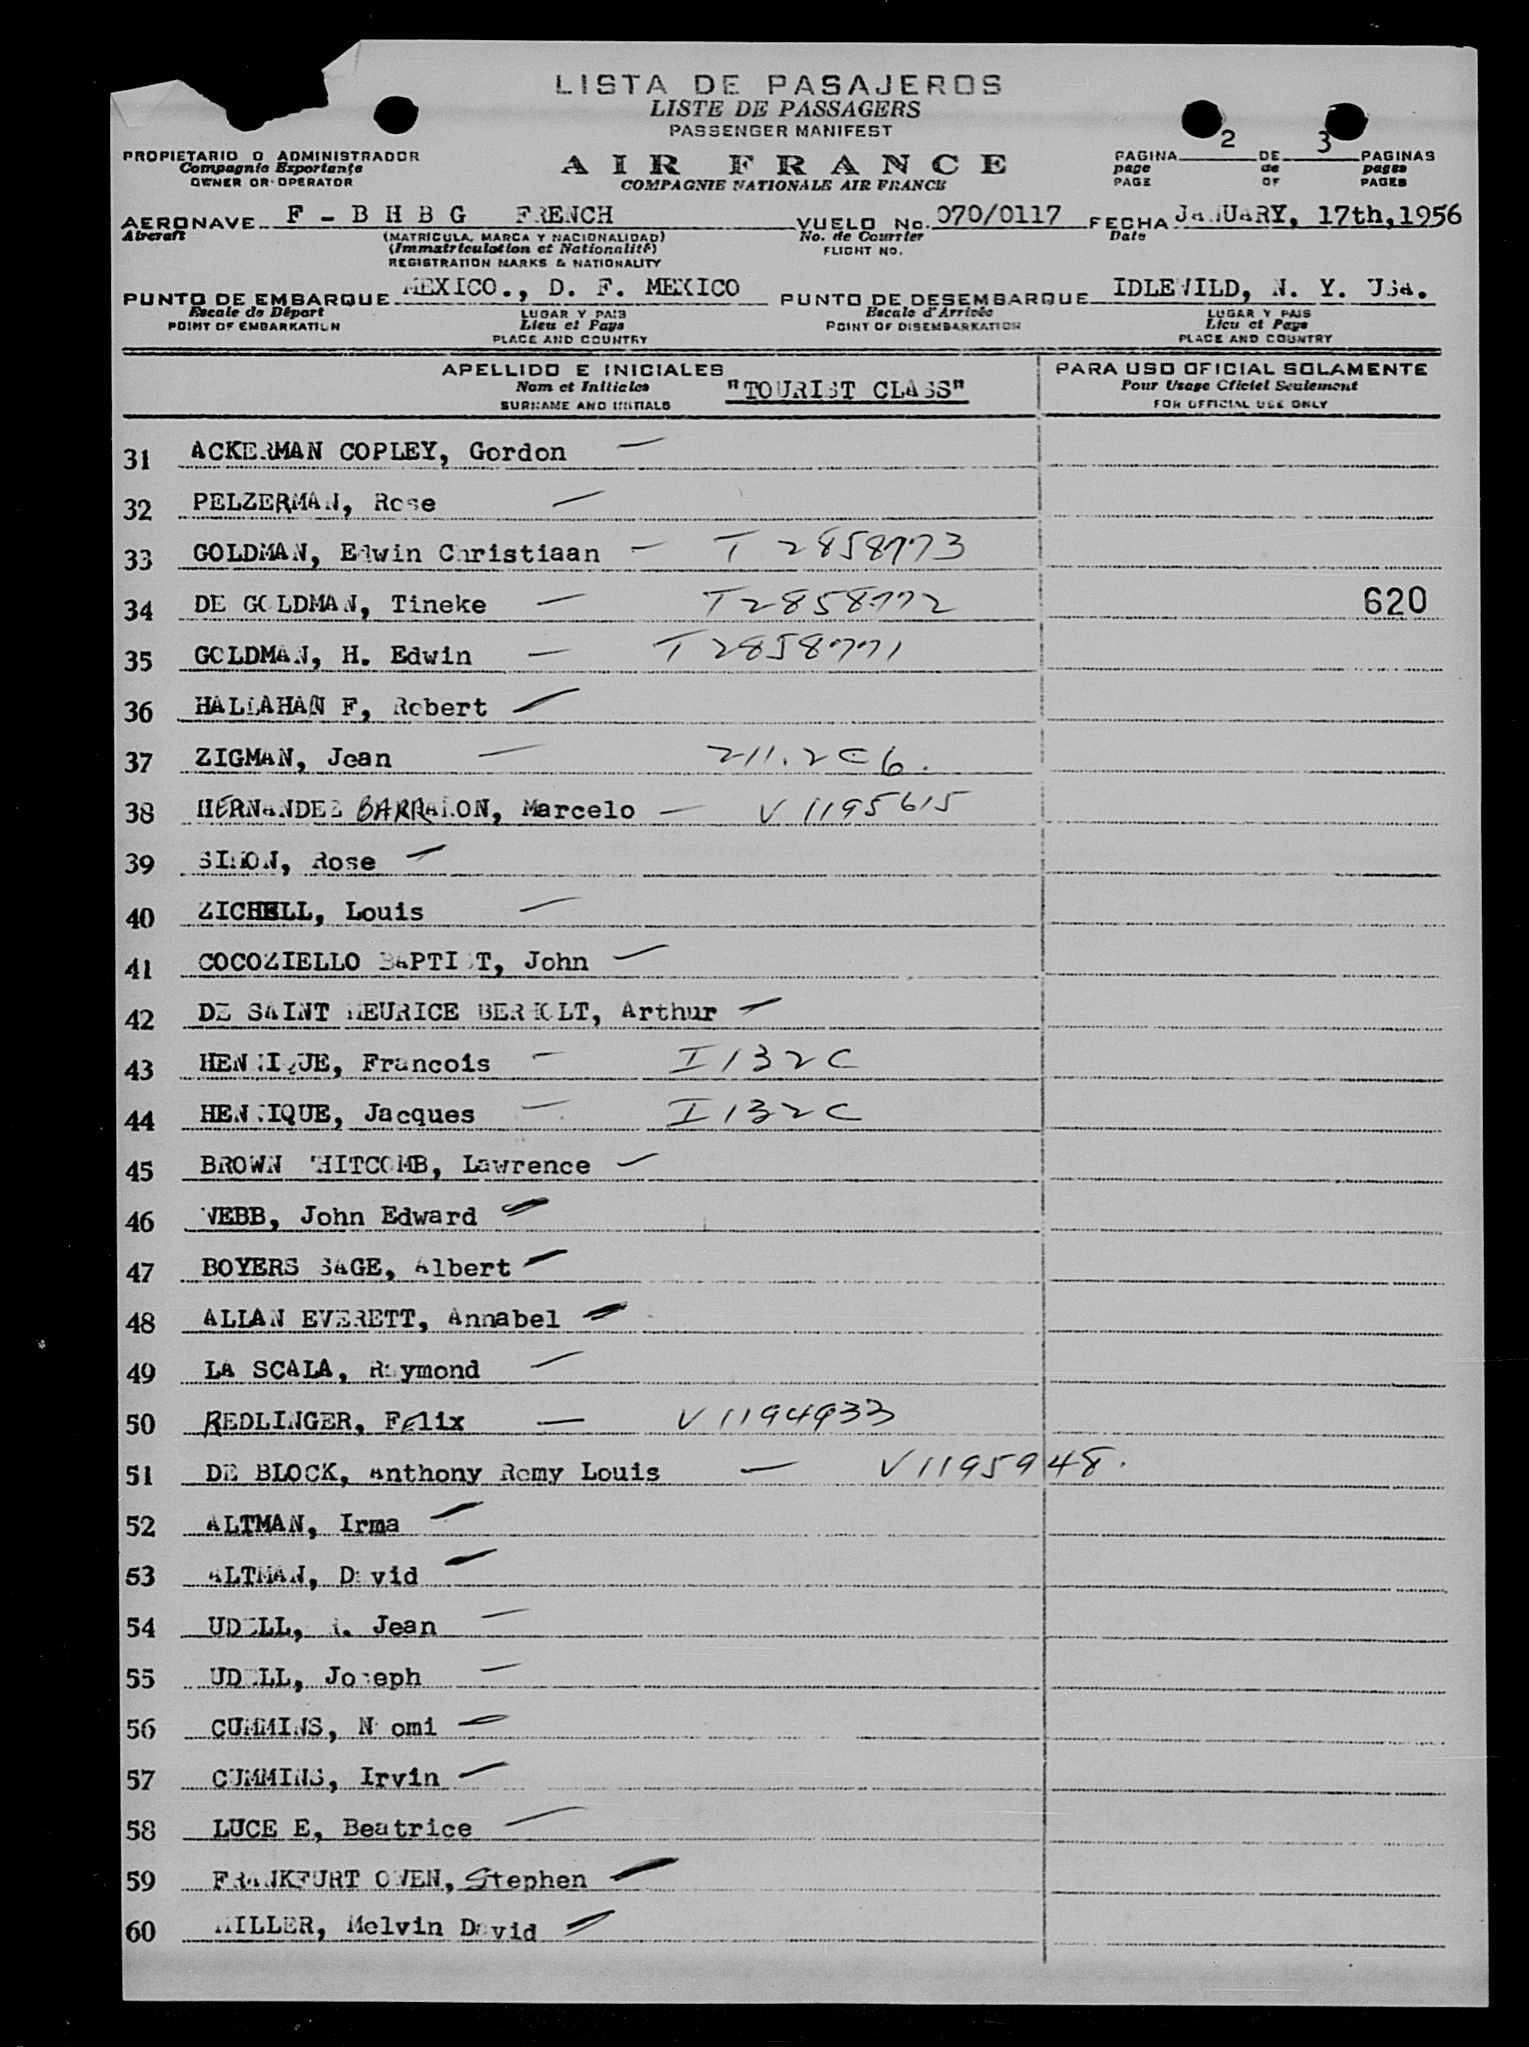 LISTA DE PASAJEROS
LISTE DE PASSAGERS
PASSENGER MANIFEST
AIR FRANCE
COMPAGNIE NATIONALE AIR FRANCE
PROPIETARIO O ADMINISTRADOR
Compagnie Exportante
OWNER OR OPERATOR
PAGINA 2 DE 3 PAGINAS
page de pages
PAGE OF PAGES
AERONAVE F - B H B G FRENCH VUELO No. 070/0117 FECHA JANUARY, 17th, 1956
Aircraft (MATRICULA, MARCA Y NACIONALIDAD) No. de Courrier Date
(Immatriculation et Nationalité) FLIGHT NO.
REGISTRATION MARKS & NATIONALITY
PUNTO DE EMBARQUE MEXICO., D. F. MEXICO PUNTO DE DESEMBARQUE IDLEWILD, N. Y. USA.
Escale de Départ LUGAR Y PAIS Escale d'Arrivée LUGAR Y PAIS
POINT OF EMBARKATION Lieu et Pays POINT OF DISEMBARKATION Lieu et Pays
PLACE AND COUNTRY PLACE AND COUNTRY
APELLIDO E INICIALES PARA USO OFICIAL SOLAMENTE
Nom et Initiales "TOURIST CLASS" Pour Usage Officiel Seulement
SURNAME AND INITIALS FOR OFFICIAL USE ONLY
31 ACKERMAN COPLEY, Gordon
32 PELZERMAN, Rose
33 GOLDMAN, Edwin Christiaan — T 2858773
34 DE GOLDMAN, Tineke — T2858772 620
35 GOLDMAN, H. Edwin — T 2858771
36 HALLAHAN F, Robert
37 ZIGMAN, Jean — 211.2C6.
38 HERNANDEZ BARRALON, Marcelo — V 1195615
39 SIMON, Rose
40 ZICHELL, Louis
41 COCOZIELLO BAPTIST, John
42 DE SAINT MEURICE BERHOLT, Arthur
43 HENRIQUE, Francois — I 132C
44 HENRIQUE, Jacques — I 132C
45 BROWN WHITCOMB, Lawrence
46 WEBB, John Edward
47 BOYERS SAGE, Albert
48 ALLAN EVERETT, Annabel
49 LA SCALA, Raymond
50 REDLINGER, Felix — V 1194933
51 DE BLOCK, Anthony Remy Louis — V 1195948.
52 ALTMAN, Irma
53 ALTMAN, David
54 UDELL, Jean
55 UDELL, Joseph
56 CUMMINS, Naomi
57 CUMMINS, Irvin
58 LUCE E, Beatrice
59 FRANKFURT OWEN, Stephen
60 MILLER, Melvin David